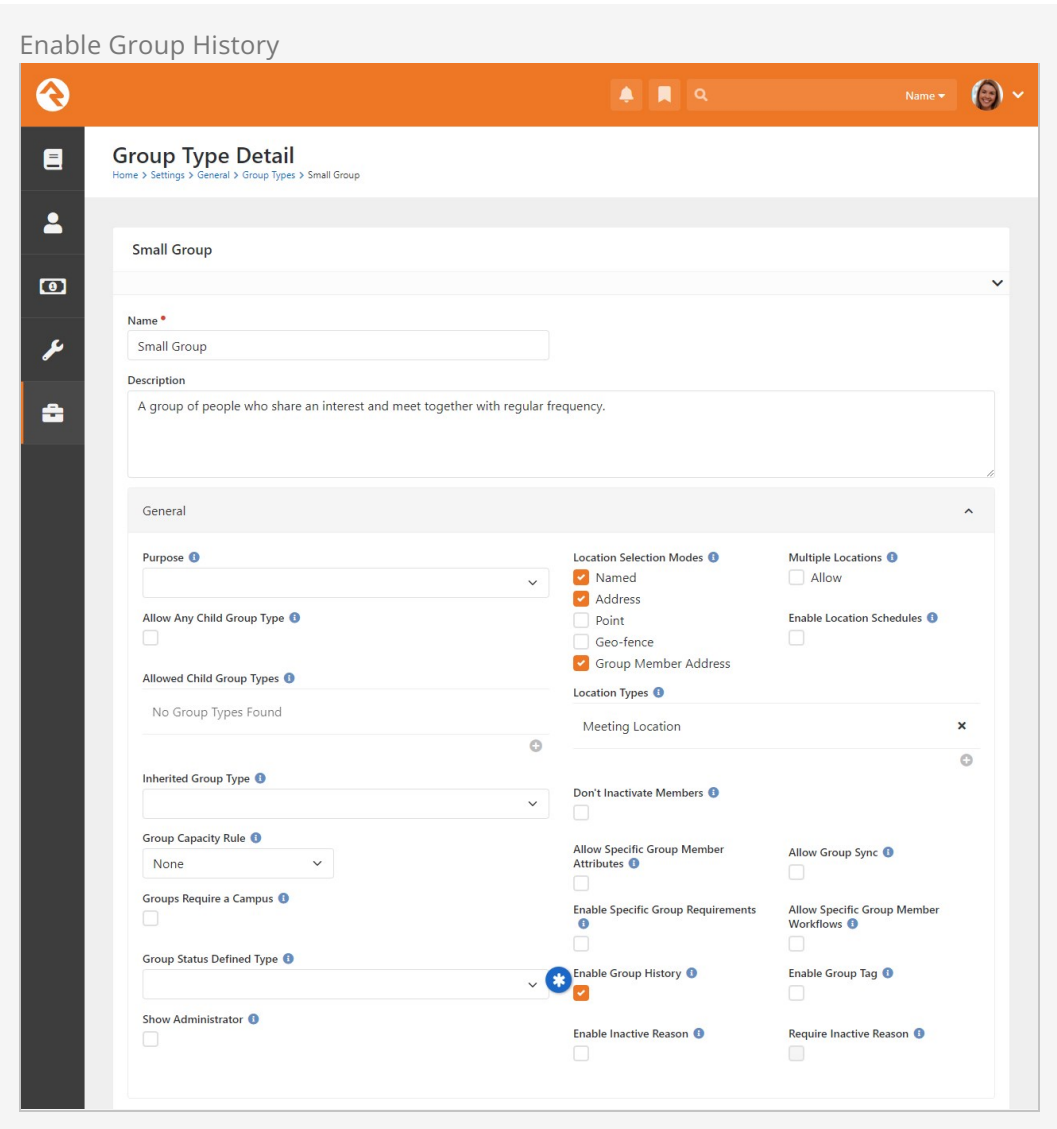 Enable Group History
Name
Group Type Detail
Home > Settings > General > Group Types > Small Group
Small Group
Name
Small Group
Description
A group of people who share an interest and meet together with regular frequency.
General
Purpose
Allow Any Child Group Type
Allowed Child Group Types
No Group Types Found
Inherited Group Type
Group Capacity Rule
None
Groups Require a Campus
Group Status Defined Type
Show Administrator
Location Selection Modes
Named
Address
Point
Geo-fence
Group Member Address
Multiple Locations
Allow
Enable Location Schedules
Location Types
Meeting Location
Don't Inactivate Members
Allow Specific Group Member
Attributes
Allow Group Sync
Enable Specific Group Requirements
Allow Specific Group Member
Workflows
Enable Group History
Enable Group Tag
Enable Inactive Reason
Require Inactive Reason